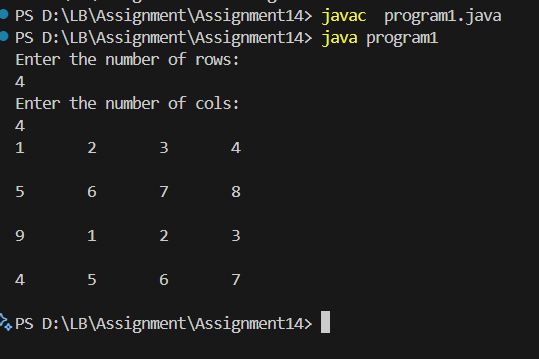 PS D:\LB\Assignment\Assignment14> javac  program1.java
PS D:\LB\Assignment\Assignment14> java program1
Enter the number of rows:
4
Enter the number of cols:
4
1       2       3       4
5       6       7       8
9       1       2       3
4       5       6       7
PS D:\LB\Assignment\Assignment14>